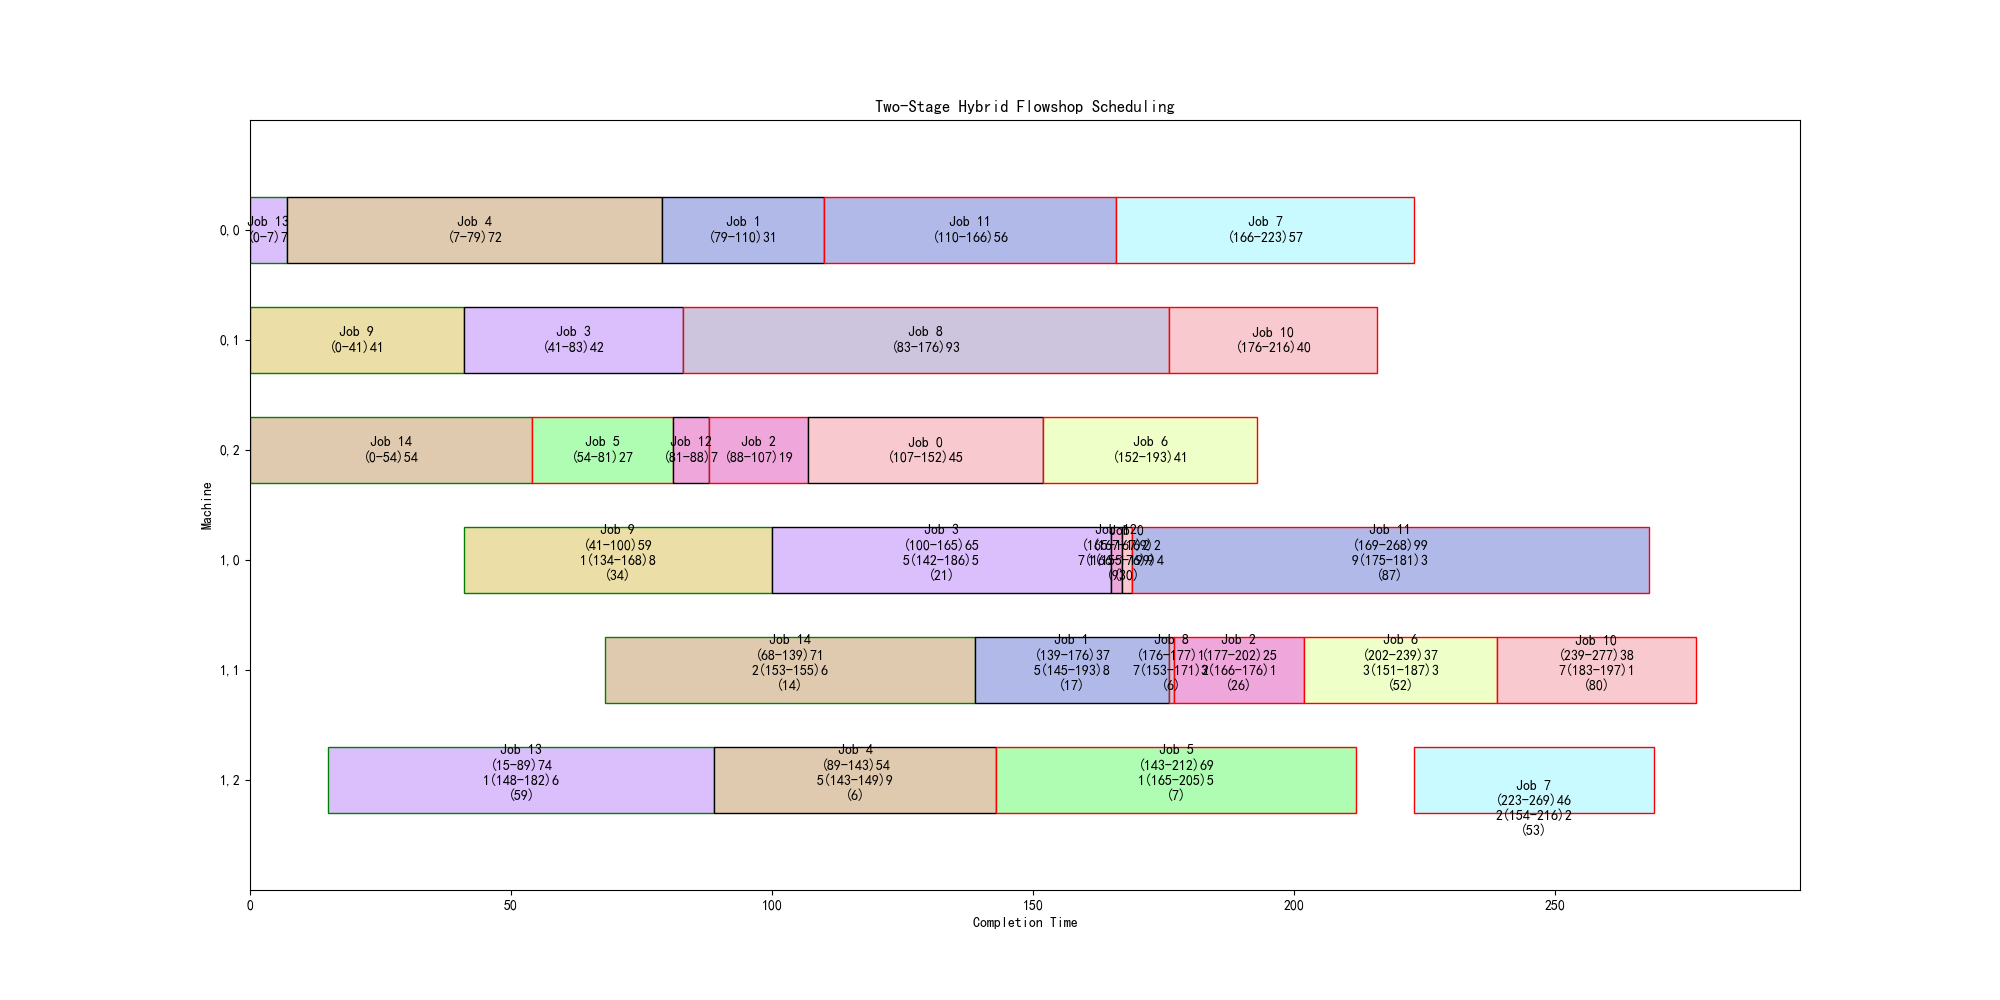 Two-Stage Hybrid Flowshop Scheduling
Machine
0,0
Job 13
(0-7)7
Job 4
(7-79)72
Job 1
(79-110)31
Job 11
(110-166)56
Job 7
(166-223)57
0,1
Job 9
(0-41)41
Job 3
(41-83)42
Job 8
(83-176)93
Job 10
(176-216)40
0,2
Job 14
(0-54)54
Job 5
(54-81)27
Job 12
(81-88)7
Job 2
(88-107)19
Job 0
(107-152)45
Job 6
(152-193)41
1,0
Job 9
(41-100)59
1(134-168)8
(34)
Job 3
(100-165)65
5(142-186)5
(21)
Job 11
(169-268)99
9(175-181)3
(87)
1,1
Job 14
(68-139)71
2(153-155)6
(14)
Job 1
(139-176)37
5(145-193)8
(17)
Job 8
(176-177)1
(6)
Job 2
(177-202)25
(166-176)1
(26)
Job 6
(202-239)37
3(151-187)3
(52)
Job 10
(239-277)38
7(183-197)1
(80)
1,2
Job 13
(15-89)74
1(148-182)6
(59)
Job 4
(89-143)54
5(143-149)9
(6)
Job 5
(143-212)69
1(165-205)5
(7)
Job 7
(223-269)46
2(154-216)2
(53)
0
50
100
150
200
250
Completion Time